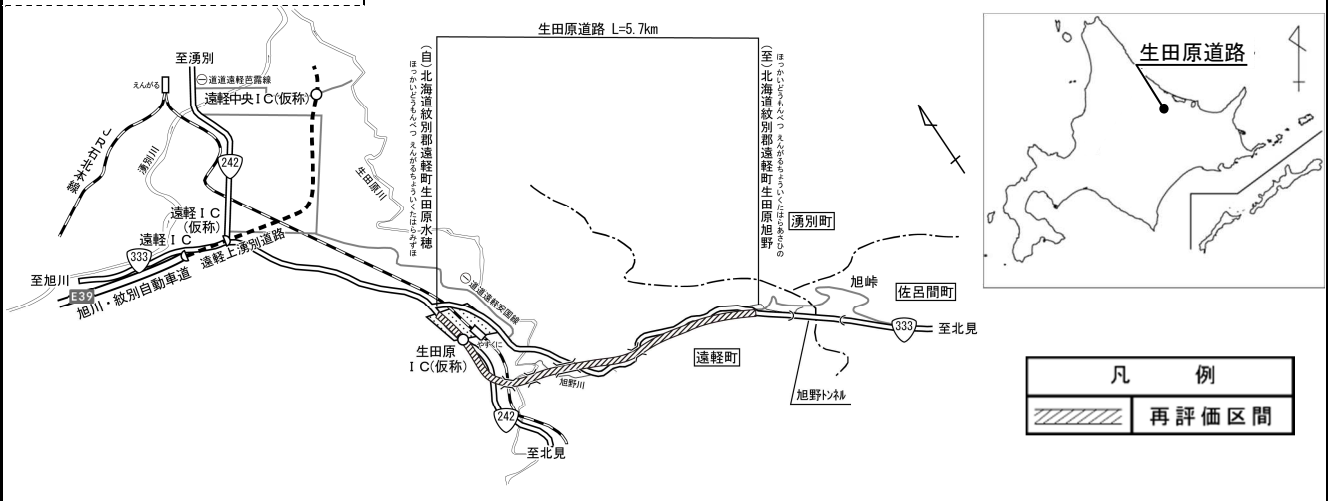 生田原道路 L=5.7km
(自)北海道紋別郡遠軽町生田原水穂
ほっかいどうもんべつ えんがるちょういくたはらみずほ
(至)北海道紋別郡遠軽町生田原旭野
ほっかいどうもんべつ えんがるちょういくたはらあさひの
至湧別
えんがる
道道遠軽芭露線
遠軽中央IC(仮称)
JR石北本線
湧別川
242
生田原川
遠軽IC
(仮称)
遠軽IC
333
遠軽上湧別道路
至旭川
E39
旭川・紋別自動車道
道道遠軽安国線
やすくに
生田原
IC(仮称)
旭野川
242
至北見
湧別町
旭峠
佐呂間町
333
至北見
遠軽町
旭野トンネル
生田原道路
凡 例
再評価区間